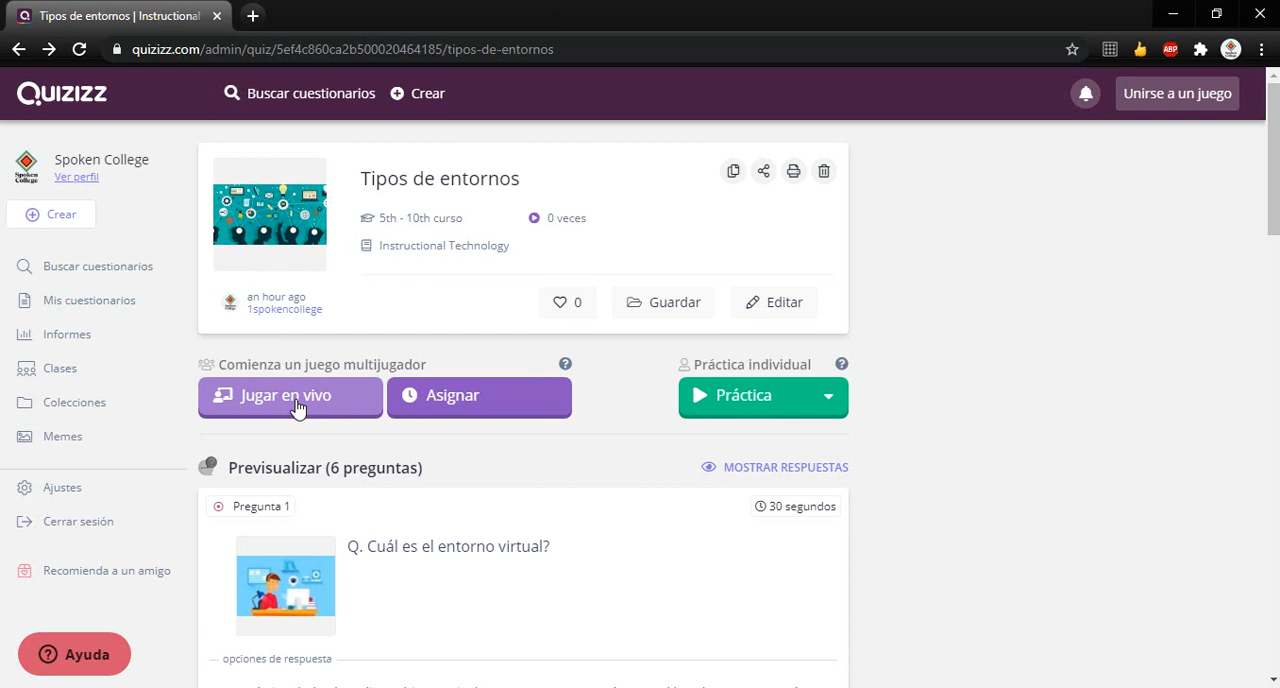 Tipos de entornos | Instructional
quizizz.com/admin/quiz/5ef4c860ca2b500020464185/tipos-de-entornos
ABP
QUIZIZZ
Buscar cuestionarios
Crear
Unirse a un juego
Spoken College
Ver perfil
Crear
Buscar cuestionarios
Mis cuestionarios
Informes
Clases
Colecciones
Memes
Ajustes
Cerrar sesión
Recomienda a un amigo
Ayuda
Tipos de entornos
5th - 10th curso
0 veces
Instructional Technology
an hour ago
1spokencollege
0
Guardar
Editar
Comienza un juego multijugador
Práctica individual
Jugar en vivo
Asignar
Práctica
Previsualizar (6 preguntas)
MOSTRAR RESPUESTAS
Pregunta 1
30 segundos
Q. Cuál es el entorno virtual?
opciones de respuesta